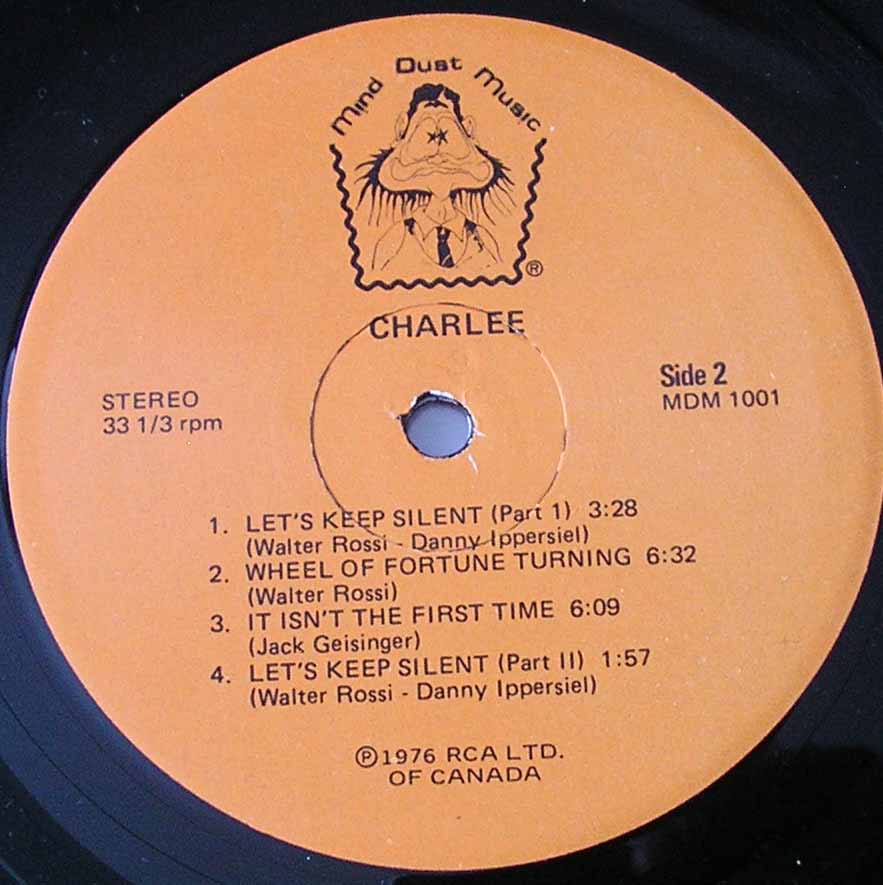 Mind Dust Music
®
CHARLEE
STEREO
33 1/3 rpm
Side 2
MDM 1001
1. LET'S KEEP SILENT (Part 1) 3:28
(Walter Rossi - Danny Ippersiel)
2. WHEEL OF FORTUNE TURNING 6:32
(Walter Rossi)
3. IT ISN'T THE FIRST TIME 6:09
(Jack Geisinger)
4. LET'S KEEP SILENT (Part II) 1:57
(Walter Rossi - Danny Ippersiel)
℗1976 RCA LTD.
OF CANADA